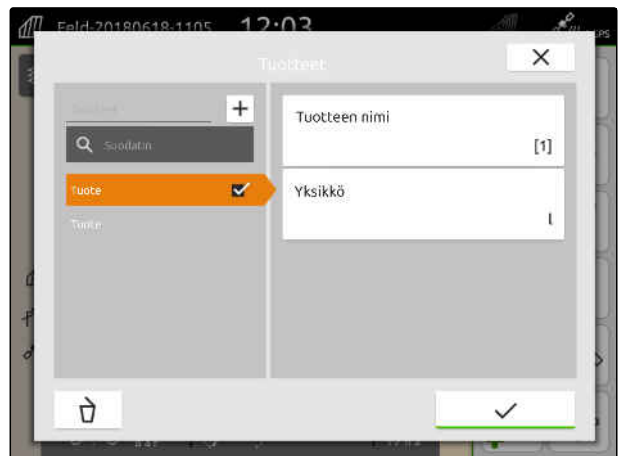 Feld-20180618-1105 12:03
Tuotteet
Suodatin
Tuote
Tuote
Tuotteen nimi
[1]
Yksikkö
l